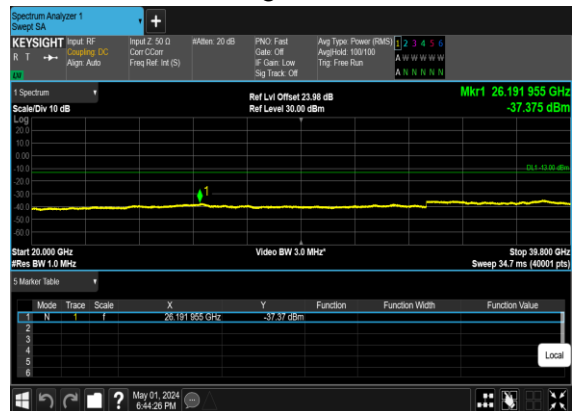 Spectrum Analyzer 1
Swept SA
+
KEYSIGHT Input: RF Input Z: 50 Ω #Atten: 20 dB PNO: Fast Avg Type: Power (RMS) 1 2 3 4 5 6
R T Coupling: DC Corr CCorr Gate: Off Avg|Hold: 100/100 A W W W W W
Align: Auto Freq Ref: Int (S) IF Gain: Low Trig: Free Run
LW Sig Track: Off A N N N N N
1 Spectrum Ref Lvl Offset 23.98 dB Mkr1 26.191 955 GHz
Scale/Div 10 dB Ref Level 30.00 dBm -37.375 dBm
Log
20.0
10.0
0.00
-10.0
DL1 -13.00 dBm
-20.0
-30.0
1
-40.0
-50.0
-60.0
Start 20.000 GHz Video BW 3.0 MHz* Stop 39.800 GHz
#Res BW 1.0 MHz Sweep 34.7 ms (40001 pts)
5 Marker Table
Mode Trace Scale X Y Function Function Width Function Value
1 N 1 f 26.191 955 GHz -37.37 dBm
2
3
4
5
6
Local
? May 01, 2024
6:44:26 PM